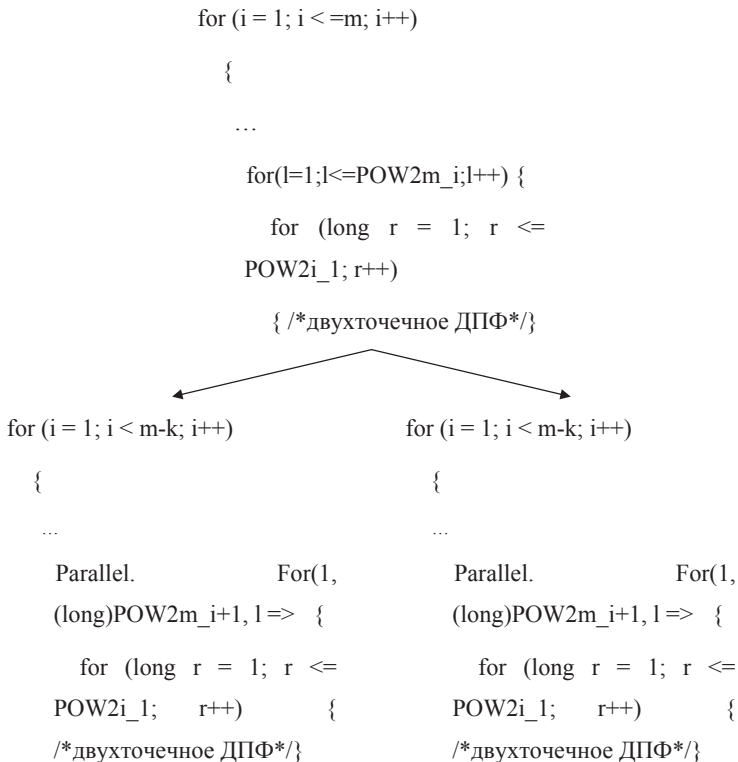 for (i = 1; i < =m; i++)
{
…
for(l=1;l<=POW2m_i;l++) {
for (long r = 1; r <=
POW2i_1; r++)
{ /*двухточечное ДПФ*/}
for (i = 1; i < m-k; i++)
{
…
Parallel. For(1,
(long)POW2m_i+1, l => {
for (long r = 1; r <=
POW2i_1; r++) {
/*двухточечное ДПФ*/}
for (i = 1; i < m-k; i++)
{
…
Parallel. For(1,
(long)POW2m_i+1, l => {
for (long r = 1; r <=
POW2i_1; r++) {
/*двухточечное ДПФ*/}